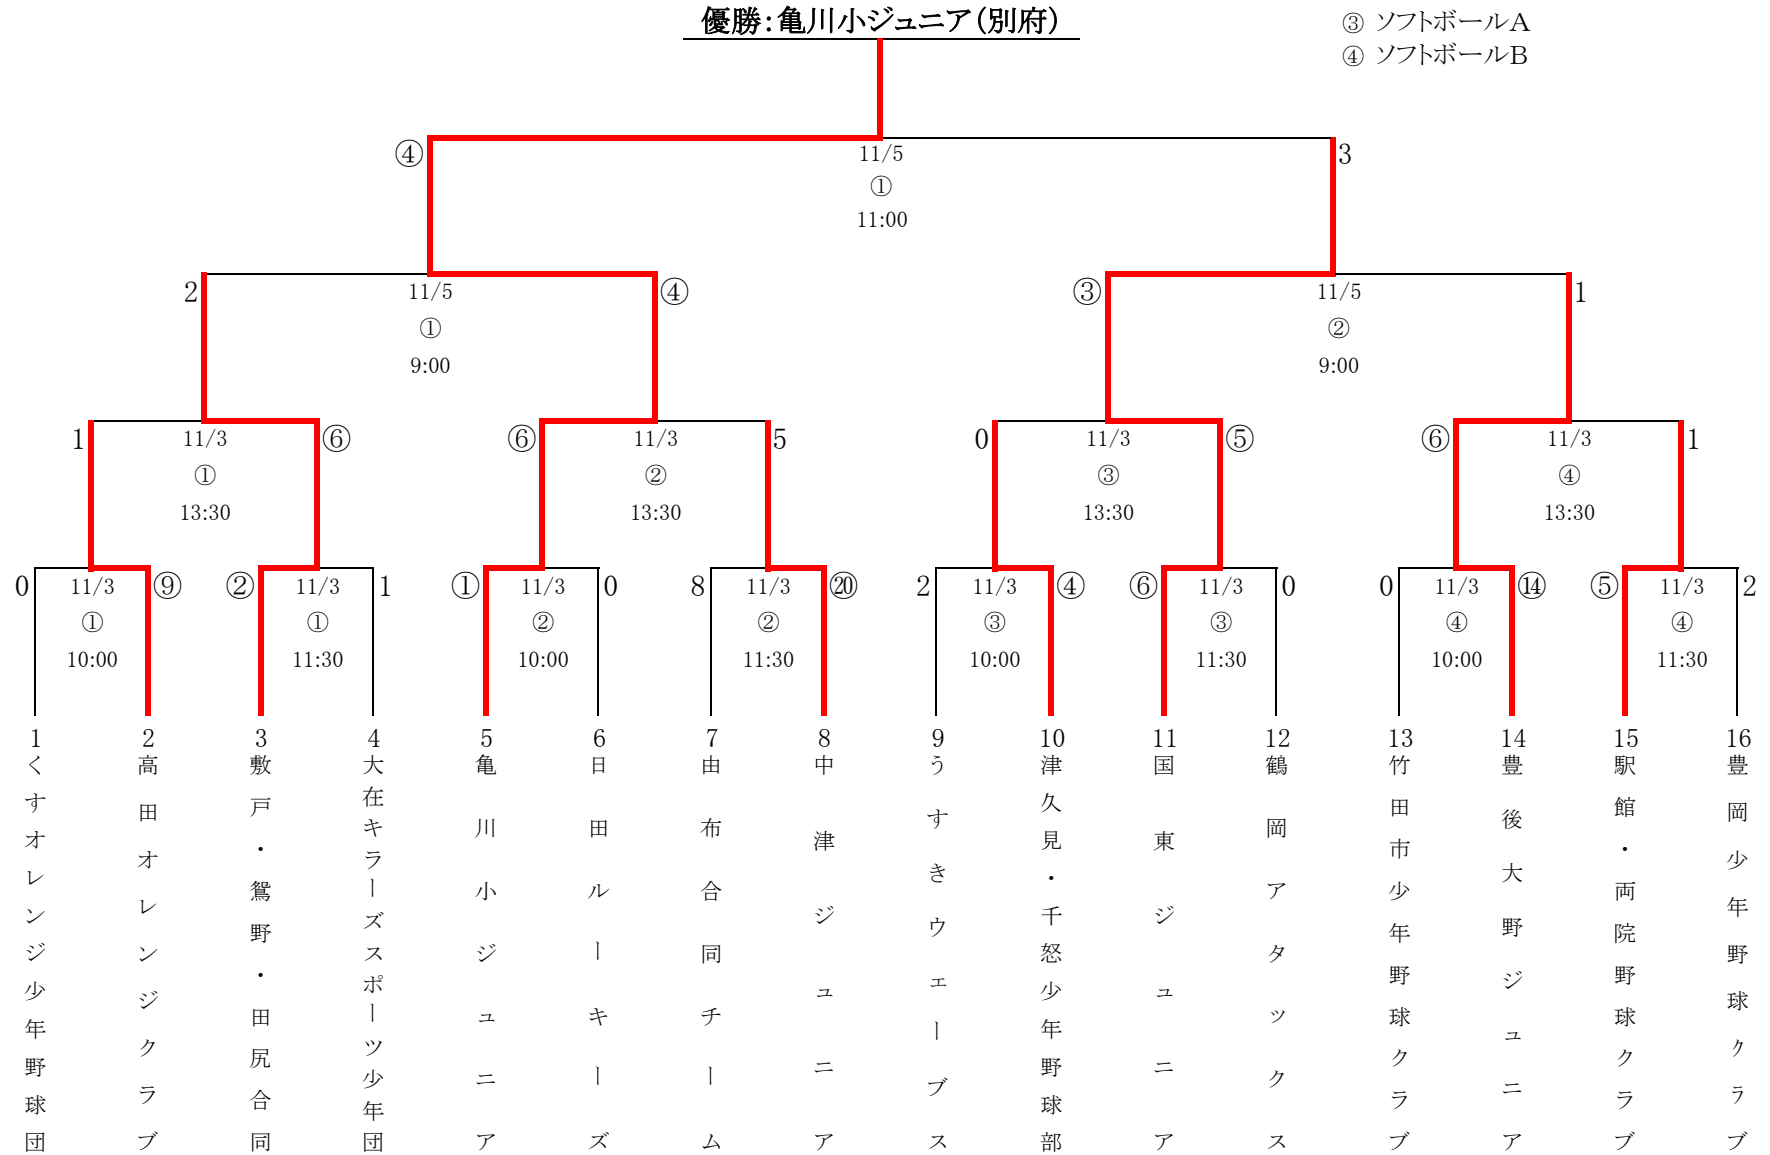 優勝：亀川小ジュニア（別府）
③ ソフトボールA
④ ソフトボールB
④ 11/5 3
①
11:00
2 11/5 ④ ③ 11/5 1
① ②
9:00 9:00
1 11/3 ⑥ ⑥ 11/3 5 0 11/3 ⑤ ⑥ 11/3 1
① ② ③ ④
13:30 13:30 13:30 13:30
0 11/3 ⑨ ② 11/3 1 ① 11/3 0 8 11/3 ⑳ 2 11/3 ④ ⑥ 11/3 0 0 11/3 ⑭ ⑤ 11/3 2
① ① ② ② ③ ③ ④ ④
10:00 11:30 10:00 11:30 10:00 11:30 10:00 11:30
1 くすオレンジ少年野球団
2 高田オレンジクラブ
3 敷戸・鴛野・田尻合同
4 大在キラーズスポーツ少年団
5 亀川小ジュニア
6 日田ルーキーズ
7 由布合同チーム
8 中津ジュニア
9 うすきウェーブス
10 津久見・千怒少年野球部
11 国東ジュニア
12 鶴岡アタックス
13 竹田市少年野球クラブ
14 豊後大野ジュニア
15 駅館・両院野球クラブ
16 豊岡少年野球クラブ